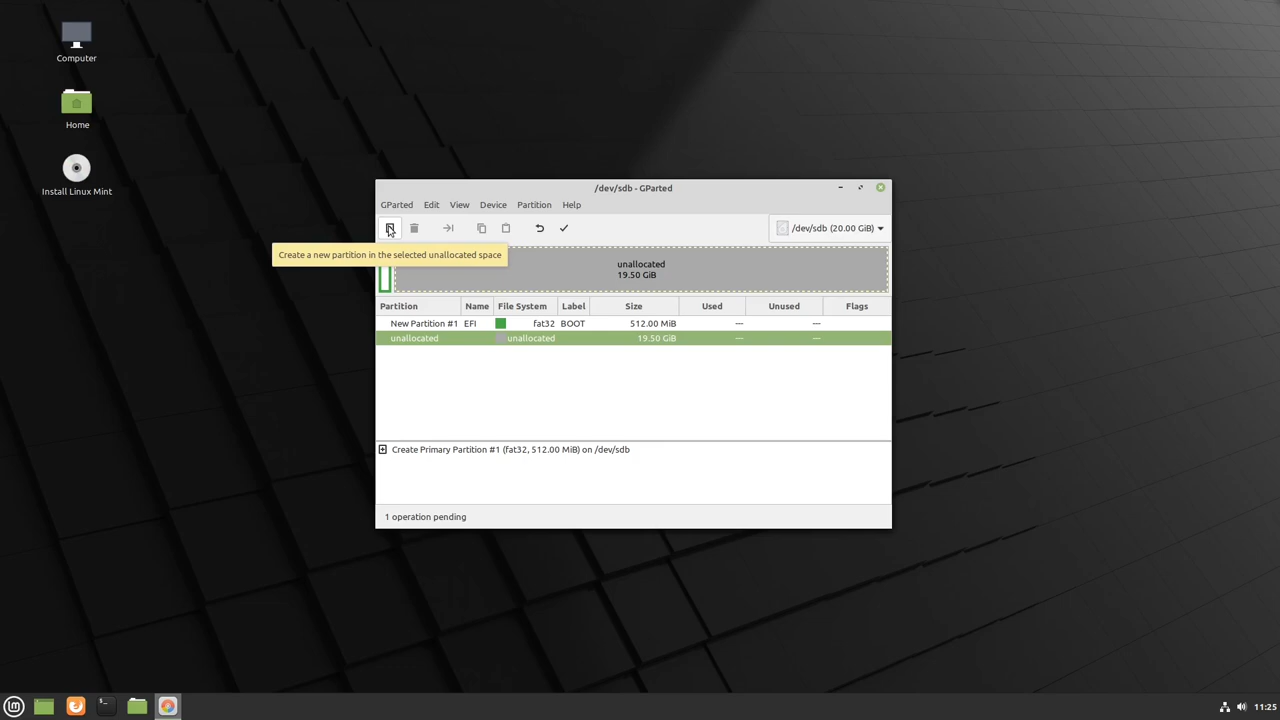 Computer
Home
Install Linux Mint
/dev/sdb - GParted
GParted Edit View Device Partition Help
/dev/sdb (20.00 GiB)
Create a new partition in the selected unallocated space
unallocated
19.50 GiB
Partition Name File System Label Size Used Unused Flags
New Partition #1 EFI fat32 BOOT 512.00 MiB --- ---
unallocated unallocated 19.50 GiB --- ---
Create Primary Partition #1 (fat32, 512.00 MiB) on /dev/sdb
1 operation pending
11:25